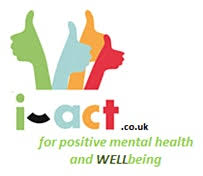 i-act .co.uk
for positive mental health
and WELLbeing